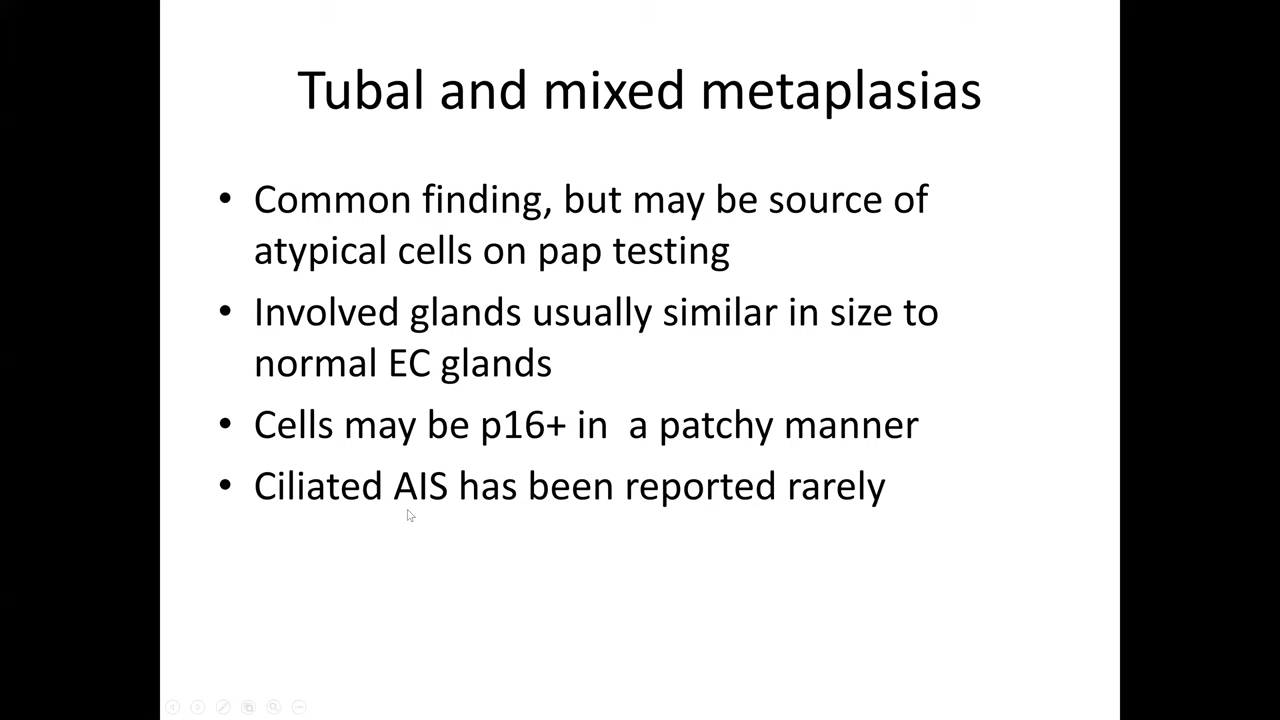 Tubal and mixed metaplasias
• Common finding, but may be source of
atypical cells on pap testing
• Involved glands usually similar in size to
normal EC glands
• Cells may be p16+ in  a patchy manner
• Ciliated AIS has been reported rarely